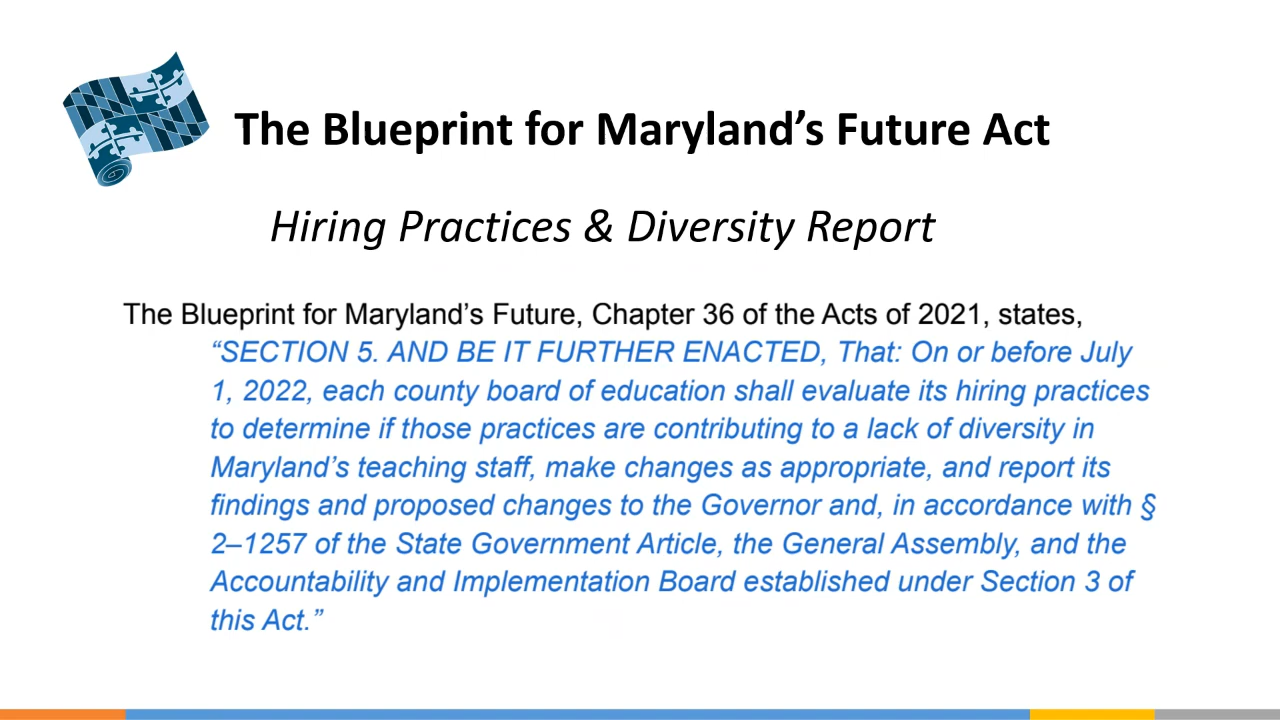 The Blueprint for Maryland’s Future Act
Hiring Practices & Diversity Report
The Blueprint for Maryland’s Future, Chapter 36 of the Acts of 2021, states,
“SECTION 5. AND BE IT FURTHER ENACTED, That: On or before July
1, 2022, each county board of education shall evaluate its hiring practices
to determine if those practices are contributing to a lack of diversity in
Maryland’s teaching staff, make changes as appropriate, and report its
findings and proposed changes to the Governor and, in accordance with §
2–1257 of the State Government Article, the General Assembly, and the
Accountability and Implementation Board established under Section 3 of
this Act.”